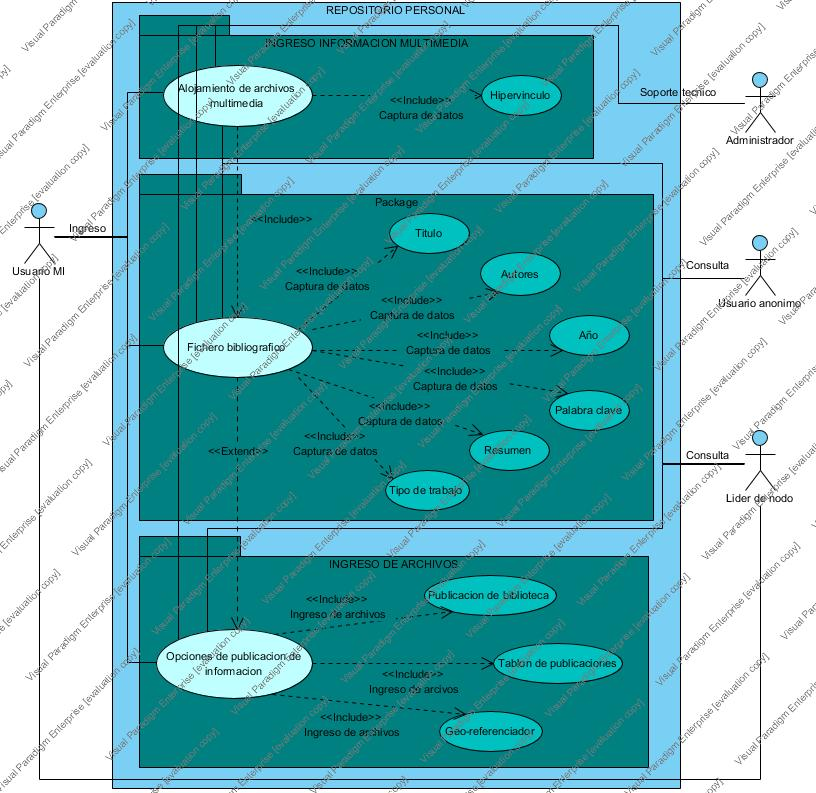 REPOSITORIO PERSONAL
INGRESO INFORMACION MULTIMEDIA
Alojamiento de archivos
multimedia
<<Include>>
Captura de datos
Hipervinculo
Soporte tecnico
Administrador
Package
<<Include>>
Titulo
Ingreso
Usuario MI
<<Include>>
Captura de datos
Autores
Consulta
Usuario anonimo
<<Include>>
Captura de datos
<<Include>>
Captura de datos
Año
Fichero bibliografico
<<Include>>
Captura de datos
Palabra clave
<<Include>>
Captura de datos
<<Extend>>
<<Include>>
Captura de datos
Resumen
Consulta
Lider de nodo
Tipo de trabajo
INGRESO DE ARCHIVOS
<<Include>>
Ingreso de archivos
Publicacion de biblioteca
Opciones de publicacion de
informacion
Tablon de publicaciones
<<Include>>
Ingreso de arcivos
<<Include>>
Ingreso de archivos
Geo-referenciador
Visual Paradigm Enterprise [evaluation copy]